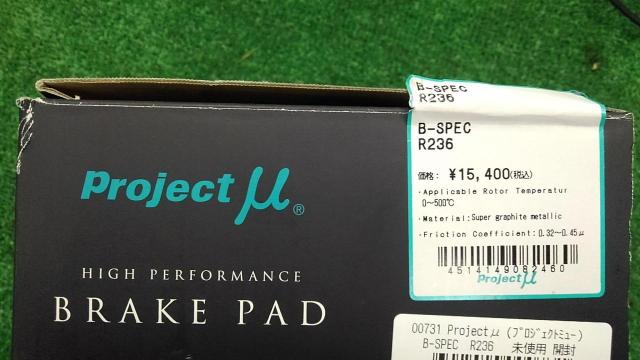 B-SPEC
R236
B-SPEC
R236
価格: ¥15,400(税込)
・Applicable Rotor Temperatur
0~500℃
・Material:Super graphite metallic
・Friction Coefficient:0.32~0.45μ
4514149082460
Project μ
Project μ®
HIGH PERFORMANCE
BRAKE PAD
00731 Project μ (ﾌﾟﾛｼﾞｪｸﾄﾐｭｰ)
B-SPEC R236 未使用 開封